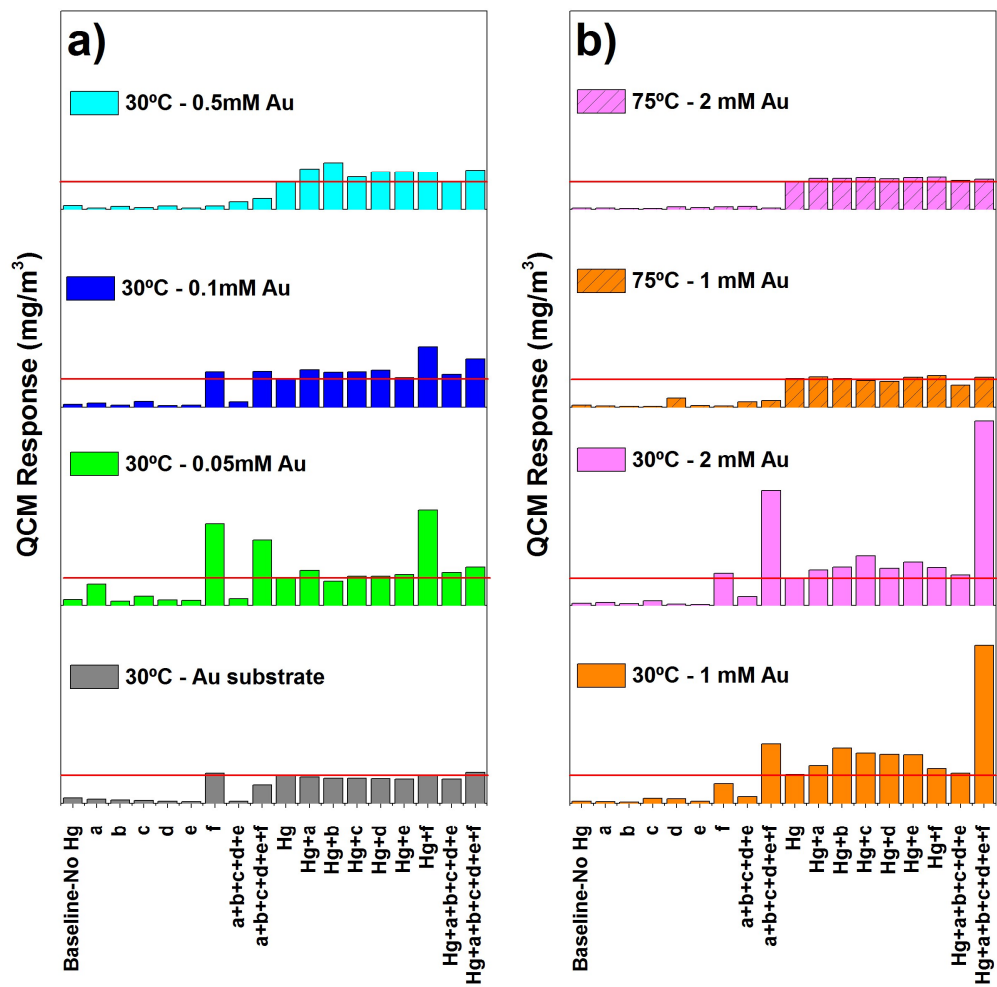 a)
30ºC - 0.5mM Au
30ºC - 0.1mM Au
30ºC - 0.05mM Au
30ºC - Au substrate
QCM Response (mg/m³)
Baseline-No Hg
a
b
c
d
e
f
a+b+c+d+e
a+b+c+d+e+f
Hg
Hg+a
Hg+b
Hg+c
Hg+d
Hg+e
Hg+f
Hg+a+b+c+d+e
Hg+a+b+c+d+e+f
b)
75ºC - 2 mM Au
75ºC - 1 mM Au
30ºC - 2 mM Au
30ºC - 1 mM Au
QCM Response (mg/m³)
Baseline-No Hg
a
b
c
d
e
f
a+b+c+d+e
a+b+c+d+e+f
Hg
Hg+a
Hg+b
Hg+c
Hg+d
Hg+e
Hg+f
Hg+a+b+c+d+e
Hg+a+b+c+d+e+f